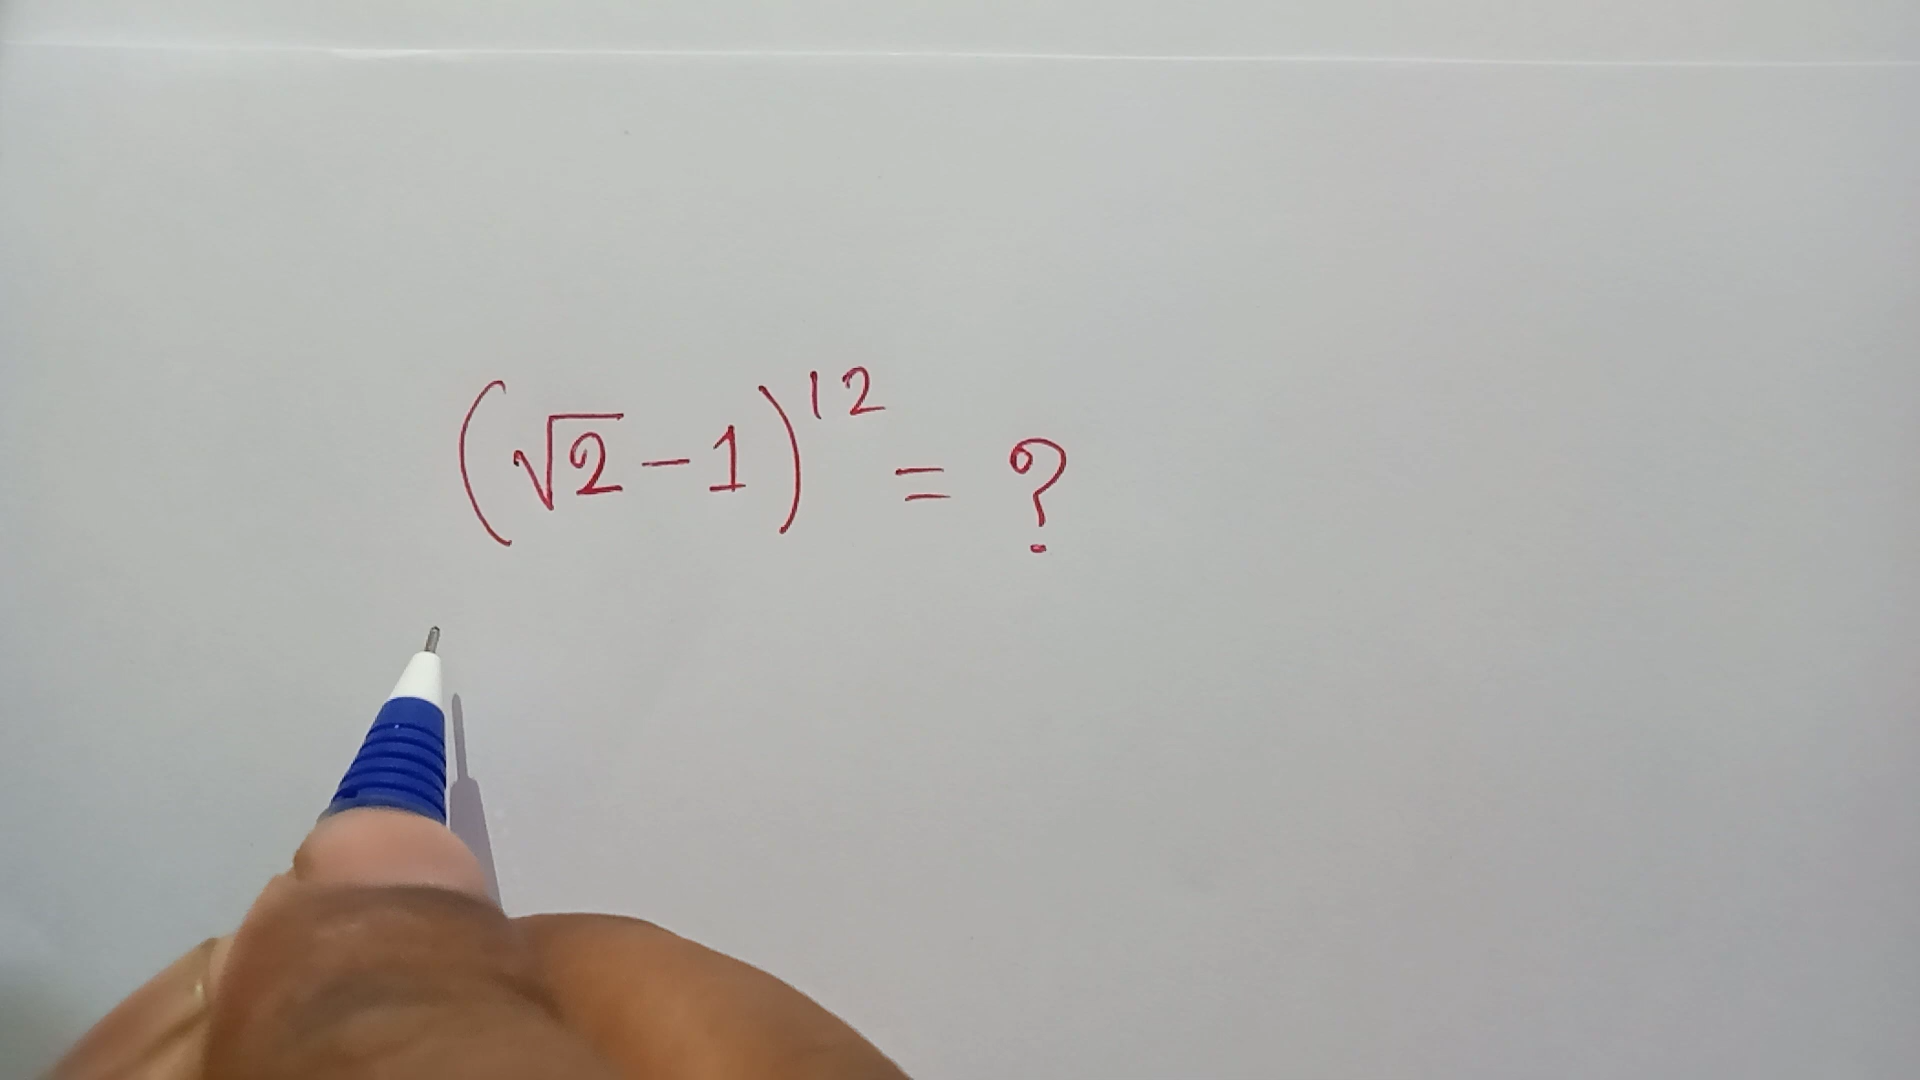 (√2 - 1)¹² = ?